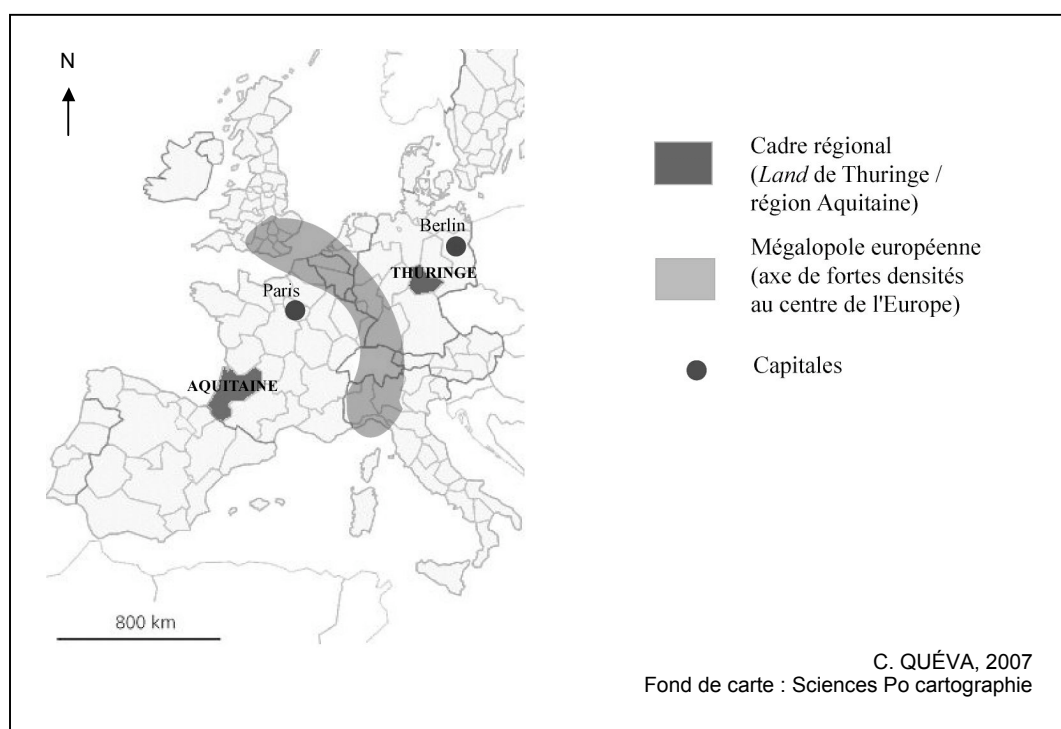 N
Berlin
THURINGE
Paris
AQUITAINE
800 km
Cadre régional
(Land de Thuringe /
région Aquitaine)
Mégalopole européenne
(axe de fortes densités
au centre de l'Europe)
Capitales
C. QUÉVA, 2007
Fond de carte : Sciences Po cartographie